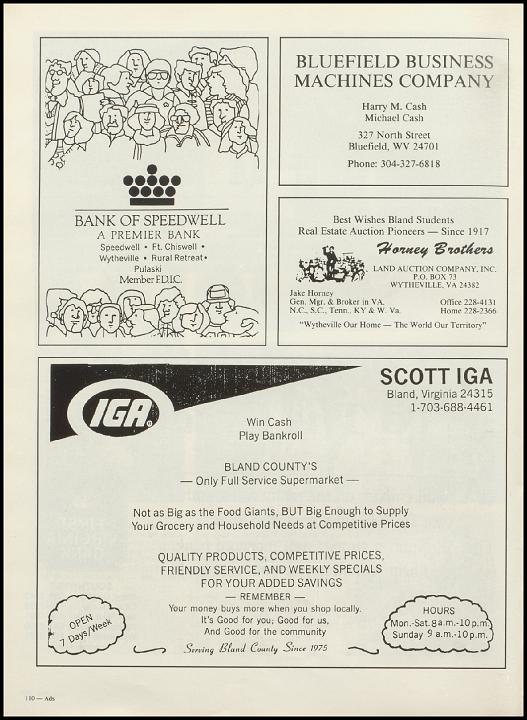 BANK OF SPEEDWELL
A PREMIER BANK
Speedwell • Ft. Chiswell •
Wytheville • Rural Retreat •
Pulaski
Member F.D.I.C.
BLUEFIELD BUSINESS
MACHINES COMPANY
Harry M. Cash
Michael Cash
327 North Street
Bluefield, WV 24701
Phone: 304-327-6818
Best Wishes Bland Students
Real Estate Auction Pioneers — Since 1917
Horney Brothers
LAND AUCTION COMPANY, INC.
P.O. BOX 73
WYTHEVILLE, VA 24382
Jake Horney
Gen. Mgr. & Broker in VA.
N.C., S.C., Tenn., KY & W. Va.
Office 228-4131
Home 228-2366
"Wytheville Our Home — The World Our Territory"
IGA®
SCOTT IGA
Bland, Virginia 24315
1-703-688-4461
Win Cash
Play Bankroll
BLAND COUNTY'S
— Only Full Service Supermarket —
Not as Big as the Food Giants, BUT Big Enough to Supply
Your Grocery and Household Needs at Competitive Prices
QUALITY PRODUCTS, COMPETITIVE PRICES,
FRIENDLY SERVICE, AND WEEKLY SPECIALS
FOR YOUR ADDED SAVINGS
— REMEMBER —
Your money buys more when you shop locally.
It's Good for you; Good for us,
And Good for the community
Serving Bland County Since 1975
OPEN
7 Days/Week
HOURS
Mon.-Sat. 8 a.m.-10 p.m.
Sunday 9 a.m.-10 p.m.
110 — Ads